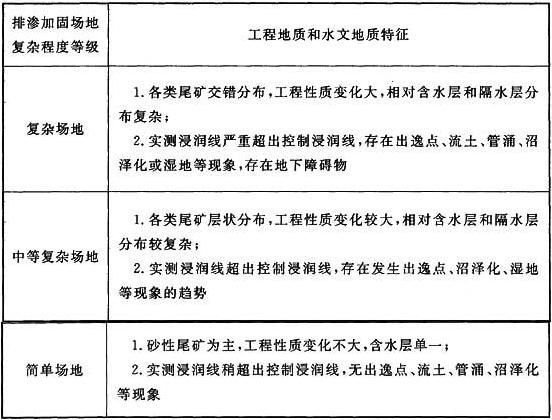 排渗加固场地
复杂程度等级
工程地质和水文地质特征
复杂场地
1. 各类尾矿交错分布,工程性质变化大,相对含水层和隔水层分
布复杂;
2. 实测浸润线严重超出控制浸润线,存在出逸点、流土、管涌、沼
泽化或湿地等现象,存在地下障碍物
中等复杂场地
1. 各类尾矿层状分布,工程性质变化较大,相对含水层和隔水层
分布较复杂;
2. 实测浸润线超出控制浸润线,存在发生出逸点、沼泽化、湿地
等现象的趋势
简单场地
1. 砂性尾矿为主,工程性质变化不大,含水层单一;
2. 实测浸润线稍超出控制浸润线,无出逸点、流土、管涌、沼泽化
等现象